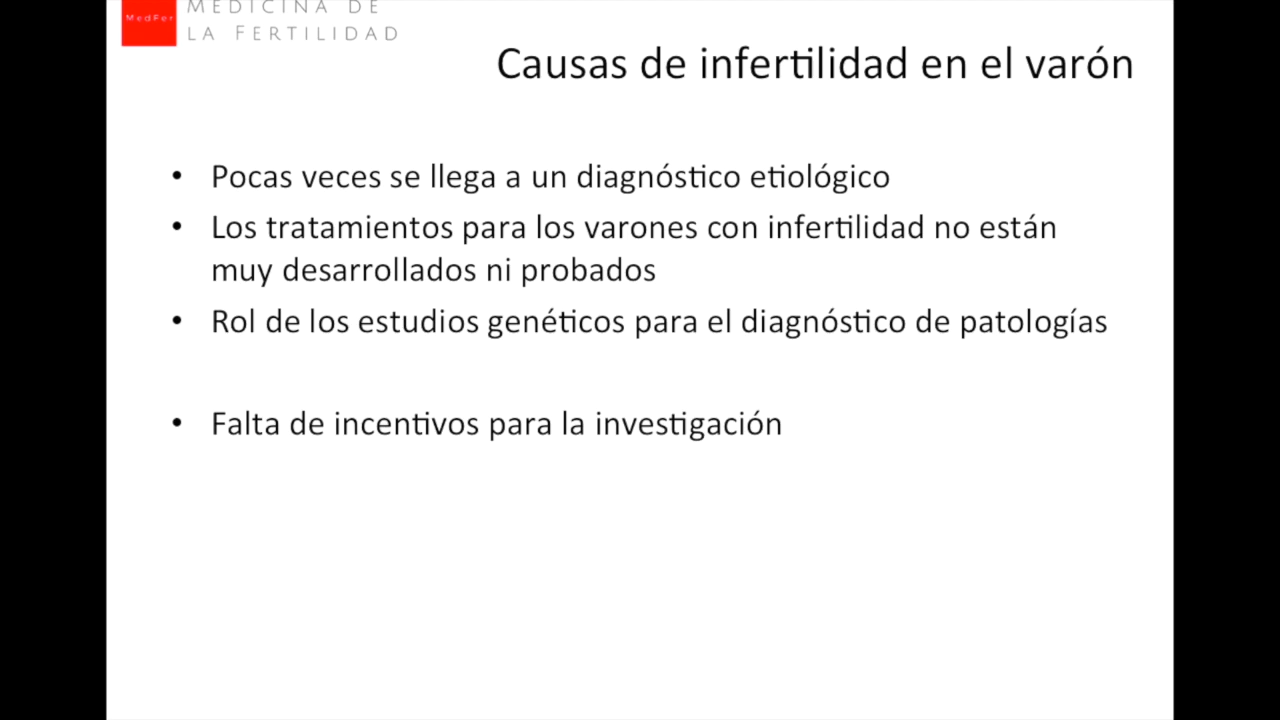 MedFer
MEDICINA DE
LA FERTILIDAD
Causas de infertilidad en el varón
• Pocas veces se llega a un diagnóstico etiológico
• Los tratamientos para los varones con infertilidad no están
muy desarrollados ni probados
• Rol de los estudios genéticos para el diagnóstico de patologías
• Falta de incentivos para la investigación